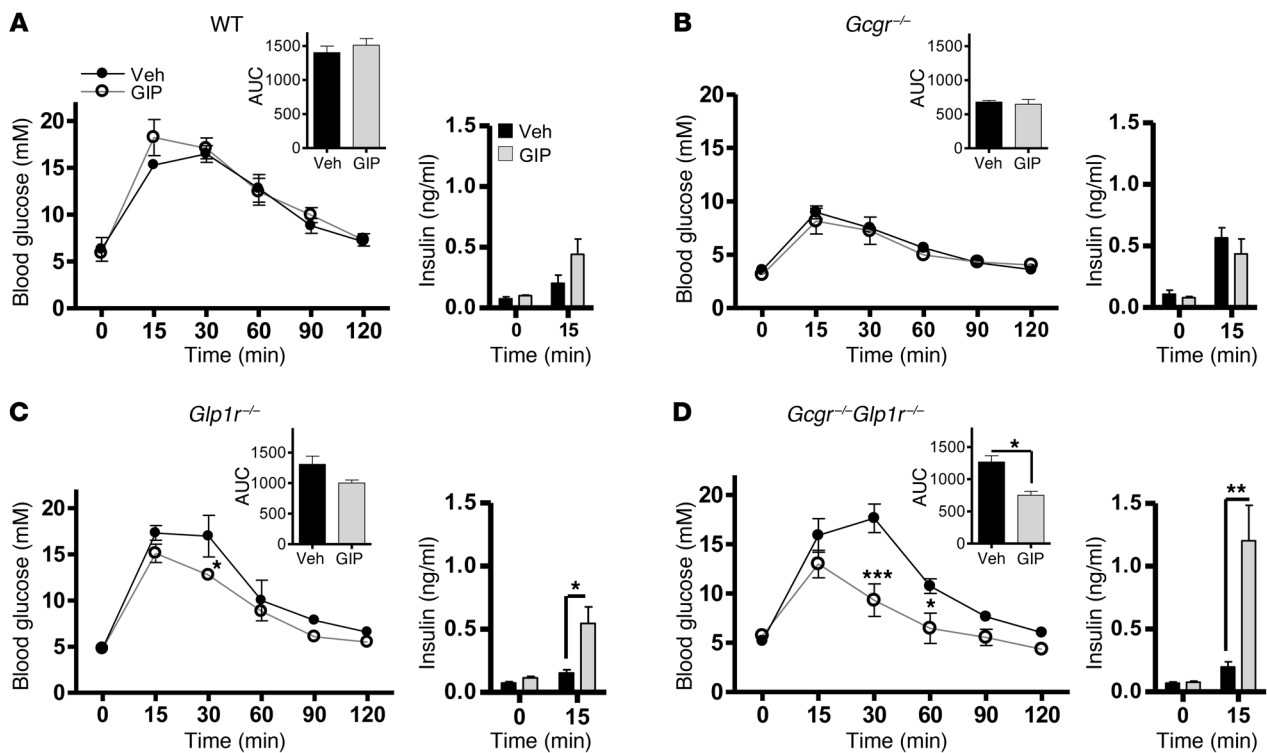 A
WT
Veh
GIP
AUC
1500
1000
500
0
Veh GIP
Blood glucose (mM)
20
15
10
5
0
0 15 30 60 90 120
Time (min)
Insulin (ng/ml)
1.5
1.0
0.5
0.0
Veh
GIP
0 15
Time (min)
B
Gcgr–/–
AUC
1500
1000
500
0
Veh GIP
Blood glucose (mM)
20
15
10
5
0
0 15 30 60 90 120
Time (min)
Insulin (ng/ml)
1.5
1.0
0.5
0.0
0 15
Time (min)
C
Glp1r–/–
AUC
1500
1000
500
0
Veh GIP
Blood glucose (mM)
20
15
10
5
0
*
0 15 30 60 90 120
Time (min)
Insulin (ng/ml)
1.5
1.0
0.5
0.0
*
0 15
Time (min)
D
Gcgr–/–Glp1r–/–
AUC
1500
1000
500
0
*
Veh GIP
Blood glucose (mM)
20
15
10
5
0
***
*
0 15 30 60 90 120
Time (min)
Insulin (ng/ml)
1.5
1.0
0.5
0.0
**
0 15
Time (min)